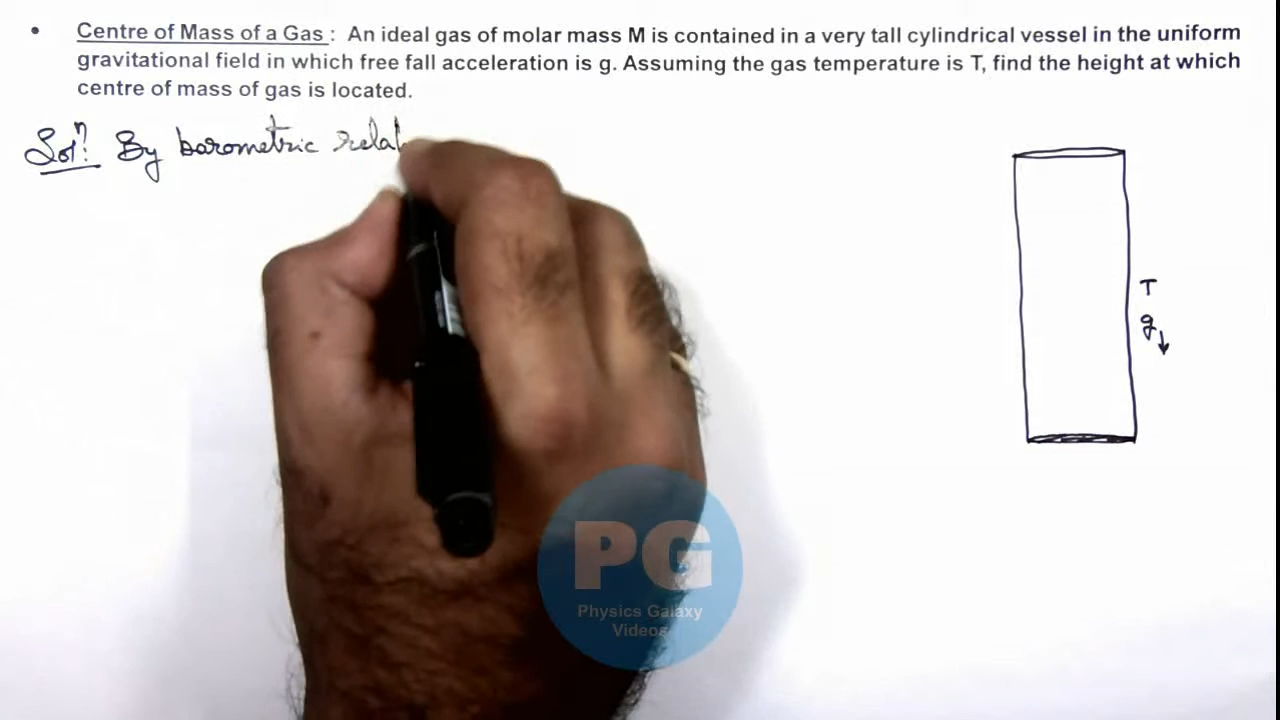 • Centre of Mass of a Gas : An ideal gas of molar mass M is contained in a very tall cylindrical vessel in the uniform
gravitational field in which free fall acceleration is g. Assuming the gas temperature is T, find the height at which
centre of mass of gas is located.
Solⁿ: By barometric relat
T
g
PG
Physics Galaxy
Videos